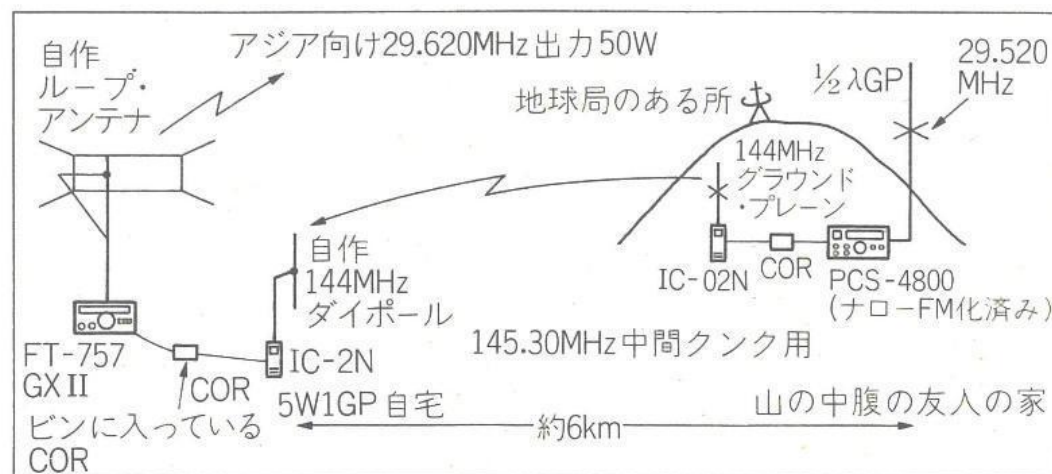 自作
ループ・
アンテナ
アジア向け29.620MHz出力50W
29.520
MHz
½λGP
地球局のある所
144MHz
グラウンド
・プレーン
自作
144MHz
ダイポール
IC-02N
COR
PCS-4800
(ナローFM化済み)
FT-757
GXⅡ
COR
IC-2N
145.30MHz中間クンク用
ビンに入っている
COR
5W1GP自宅
山の中腹の友人の家
約6km